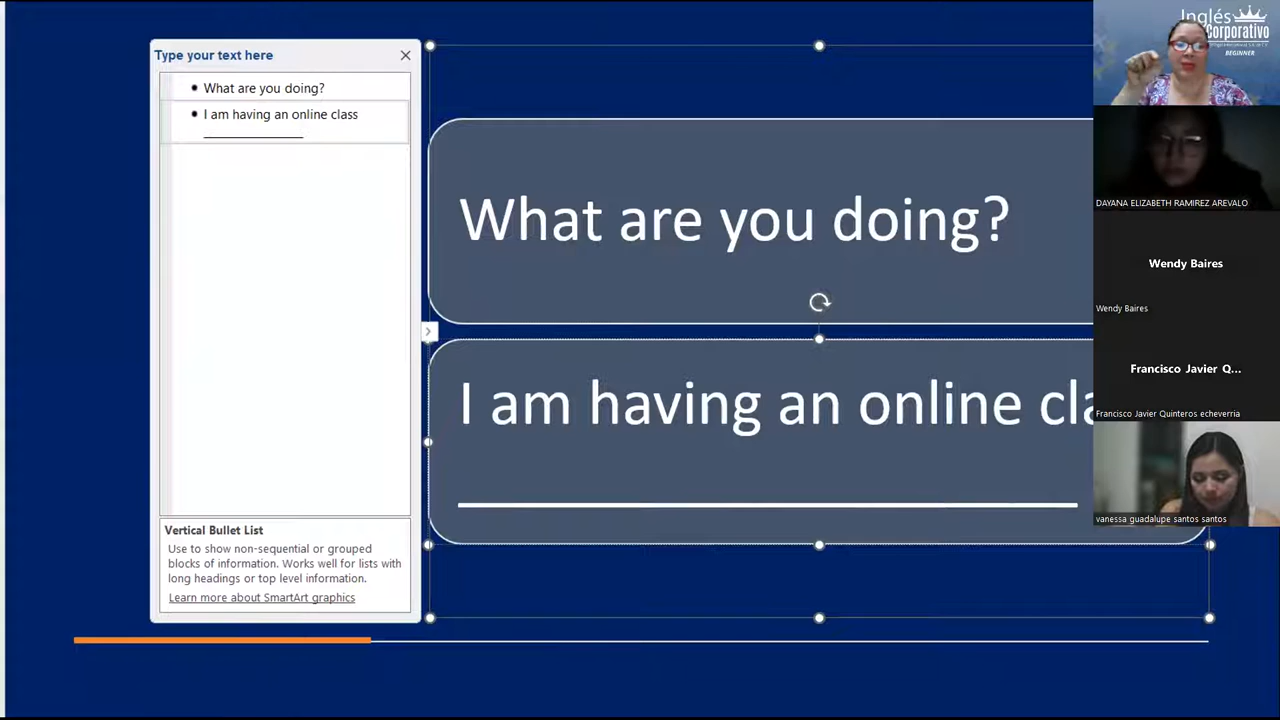 Type your text here
What are you doing?
I am having an online class
Vertical Bullet List
Use to show non-sequential or grouped
blocks of information. Works well for lists with
long headings or top level information.
Learn more about SmartArt graphics
What are you doing?
I am having an online cla
Inglés
Corporativo
BEGINNER
DAYANA ELIZABETH RAMIREZ AREVALO
Wendy Baires
Wendy Baires
Francisco Javier Q...
Francisco Javier Quinteros echeverria
vanessa guadalupe santos santos